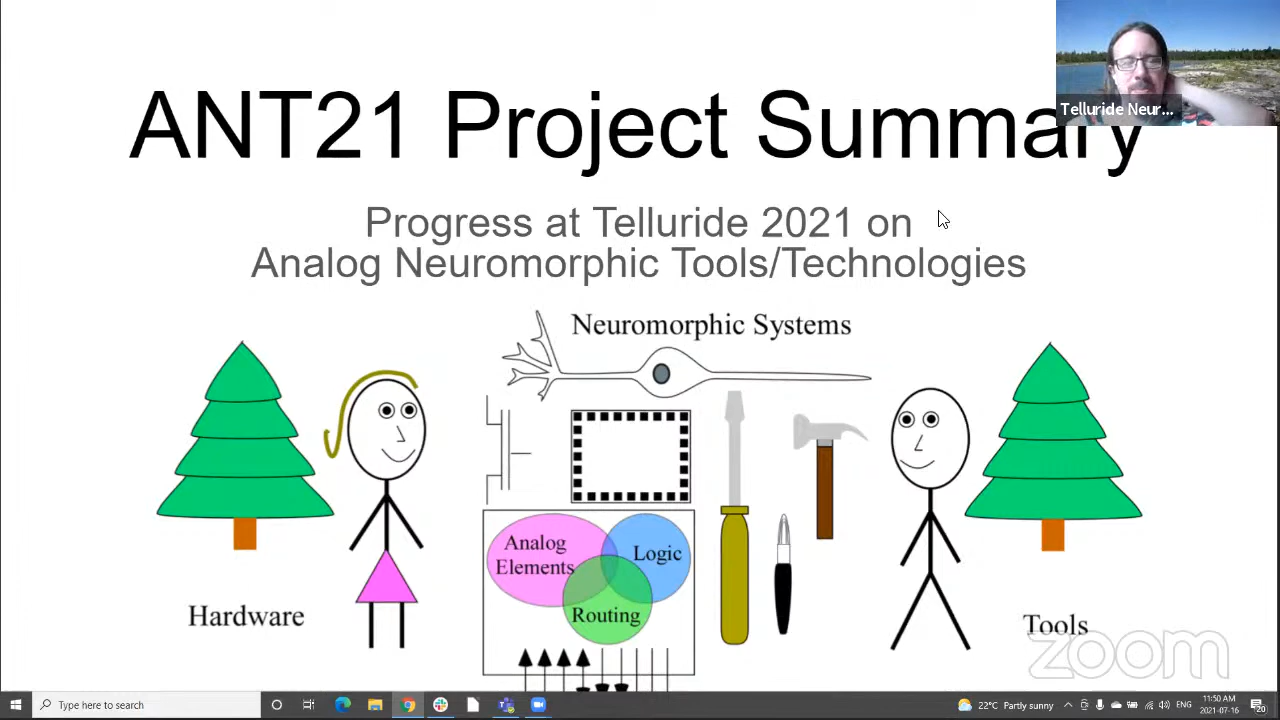 ANT21 Project Summary
Telluride Neur...
Progress at Telluride 2021 on
Analog Neuromorphic Tools/Technologies
Neuromorphic Systems
Analog
Elements
Logic
Routing
Hardware
Tools
zoom
Type here to search
22°C Partly sunny
ENG
11:50 AM
2021-07-16
20